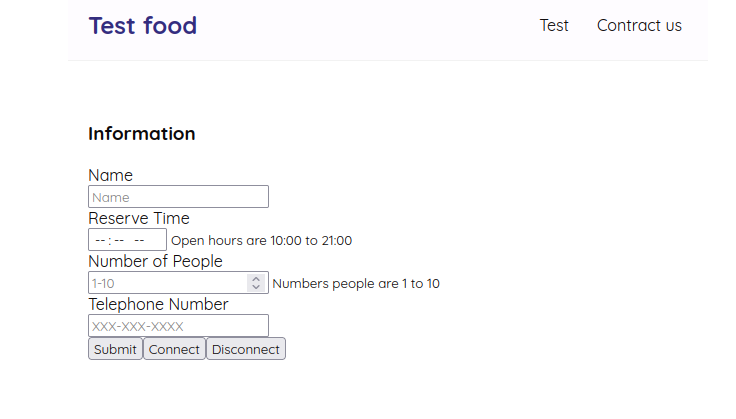 Test food
Test Contract us
Information
Name
Name
Reserve Time
--:-- -- Open hours are 10:00 to 21:00
Number of People
1-10 Numbers people are 1 to 10
Telephone Number
XXX-XXX-XXXX
Submit Connect Disconnect